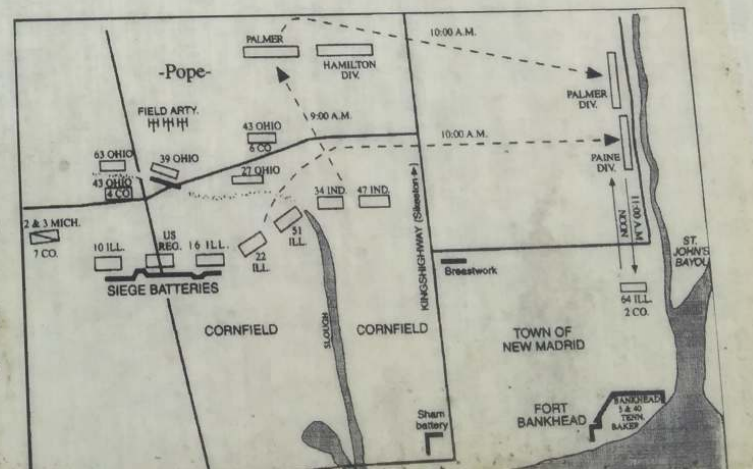 PALMER
10:00 A.M.
-Pope-
HAMILTON
DIV.
PALMER
DIV.
FIELD ARTY.
9:00 A.M.
43 OHIO
6 CO
10:00 A.M.
63 OHIO
39 OHIO
PAINE
DIV.
43 OHIO
4 CO
27 OHIO
34 IND.
47 IND.
KINGSHIGHWAY (Sikeston
2 & 3 MICH.
7 CO.
10 ILL.
US
REG.
16 ILL.
22
ILL.
51
ILL.
11:00 A.M
NOON
ST.
JOHN'S
BAYOU
Breastwork
SIEGE BATTERIES
64 ILL.
2 CO.
CORNFIELD
SLOUGH
CORNFIELD
TOWN OF
NEW MADRID
Sham
battery
FORT
BANKHEAD
BANKHEAD
5 & 40
TENN.
BAKER